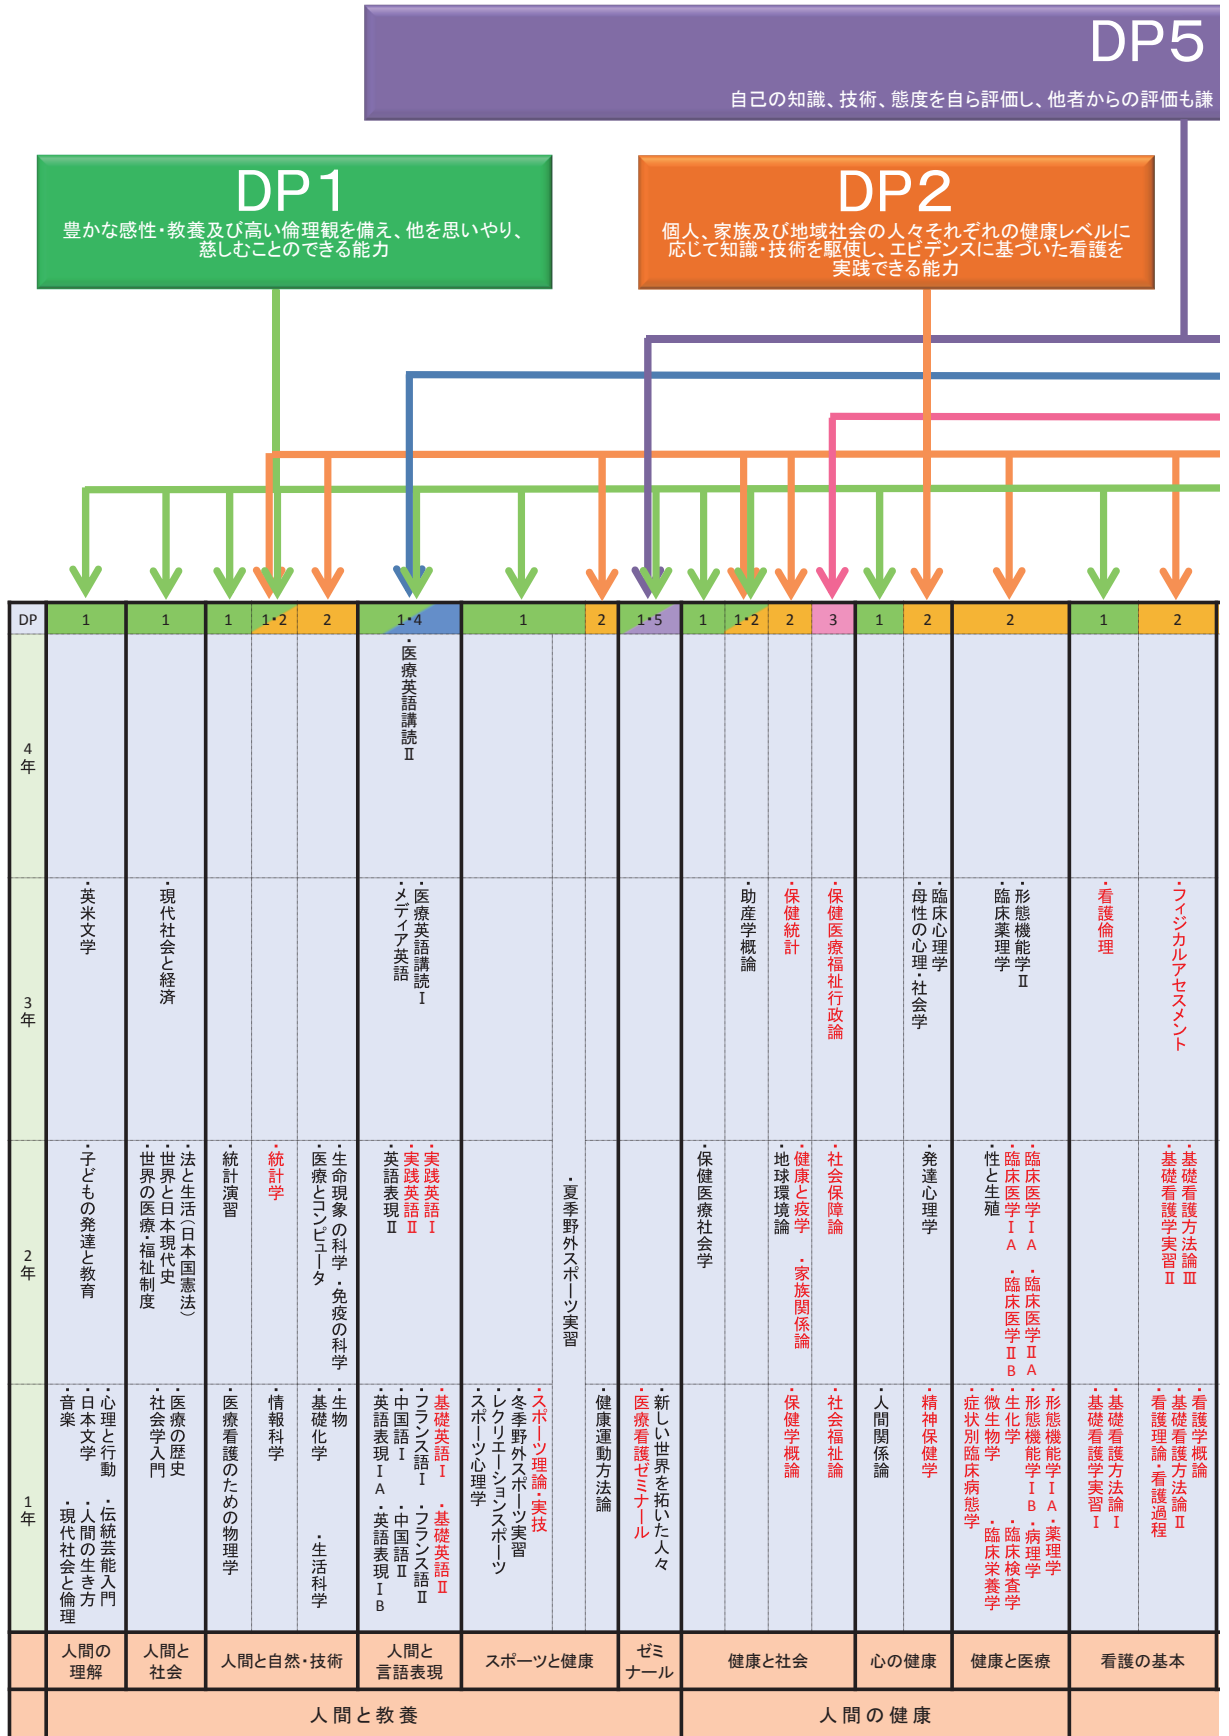 DP5
自己の知識、技術、態度を自ら評価し、他者からの評価も謙
DP1
豊かな感性・教養及び高い倫理観を備え、他を思いやり、
慈しむことのできる能力
DP2
個人、家族及び地域社会の人々それぞれの健康レベルに
応じて知識・技術を駆使し、エビデンスに基づいた看護を
実践できる能力
DP
1
1
1
1・2
2
1・4
1
2
1・5
1
1・2
2
3
1
2
2
1
2
4年
・医療英語講読Ⅱ
3年
・英米文学
・現代社会と経済
・医療英語講読Ⅰ
・メディア英語
・助産学概論
・保健統計
・保健医療福祉行政論
・臨床心理学
・母性の心理・社会学
・形態機能学Ⅱ
・臨床薬理学
・看護倫理
・フィジカルアセスメント
2年
・子どもの発達と教育
・法と生活（日本国憲法）
・世界と日本現代史
・世界の医療・福祉制度
・統計演習
・統計学
・生命現象の科学 ・免疫の科学
・医療とコンピュータ
・実践英語Ⅰ
・実践英語Ⅱ
・英語表現Ⅱ
・夏季野外スポーツ実習
・保健医療社会学
・健康と疫学 ・家族関係論
・地球環境論
・社会保障論
・発達心理学
・臨床医学ⅠA ・臨床医学ⅡA
・臨床医学ⅠA ・臨床医学ⅡB
・性と生殖
・基礎看護方法論Ⅲ
・基礎看護学実習Ⅱ
1年
・心理と行動 ・伝統芸能入門
・日本文学 ・人間の生き方
・音楽 ・現代社会と倫理
・医療の歴史
・社会学入門
・医療看護のための物理学
・情報科学
・生物
・基礎化学 ・生活科学
・基礎英語Ⅰ ・基礎英語Ⅱ
・フランス語Ⅰ ・フランス語Ⅱ
・中国語Ⅰ ・中国語Ⅱ
・英語表現ⅠA ・英語表現ⅠB
・スポーツ理論・実技
・冬季野外スポーツ実習
・レクリエーションスポーツ
・スポーツ心理学
・健康運動方法論
・新しい世界を拓いた人々
・医療看護ゼミナール
・保健学概論
・社会福祉論
・人間関係論
・精神保健学
・形態機能学ⅠA ・薬理学
・形態機能学ⅠB ・病理学
・生化学 ・臨床検査学
・微生物学 ・臨床栄養学
・症状別臨床病態学
・基礎看護方法論Ⅰ
・基礎看護学実習Ⅰ
・看護学概論
・基礎看護方法論Ⅱ
・看護理論・看護過程
人間の
理解
人間と
社会
人間と自然・技術
人間と
言語表現
スポーツと健康
ゼミ
ナール
健康と社会
心の健康
健康と医療
看護の基本
人間と教養
人間の健康